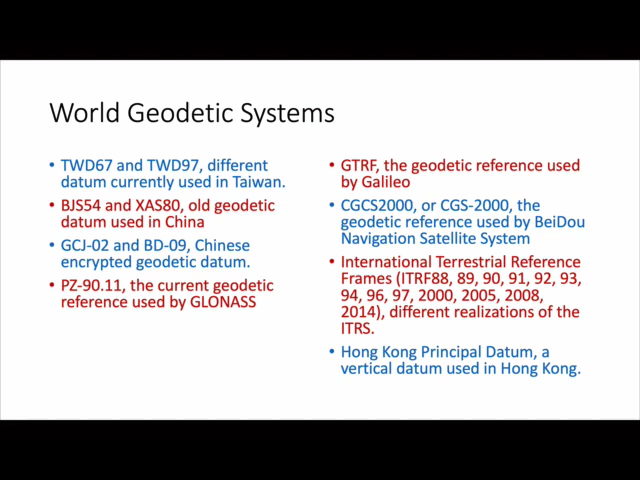 World Geodetic Systems
• TWD67 and TWD97, different
datum currently used in Taiwan.
• BJS54 and XAS80, old geodetic
datum used in China
• GCJ-02 and BD-09, Chinese
encrypted geodetic datum.
• PZ-90.11, the current geodetic
reference used by GLONASS
• GTRF, the geodetic reference used
by Galileo
• CGCS2000, or CGS-2000, the
geodetic reference used by BeiDou
Navigation Satellite System
• International Terrestrial Reference
Frames (ITRF88, 89, 90, 91, 92, 93,
94, 96, 97, 2000, 2005, 2008,
2014), different realizations of the
ITRS.
• Hong Kong Principal Datum, a
vertical datum used in Hong Kong.